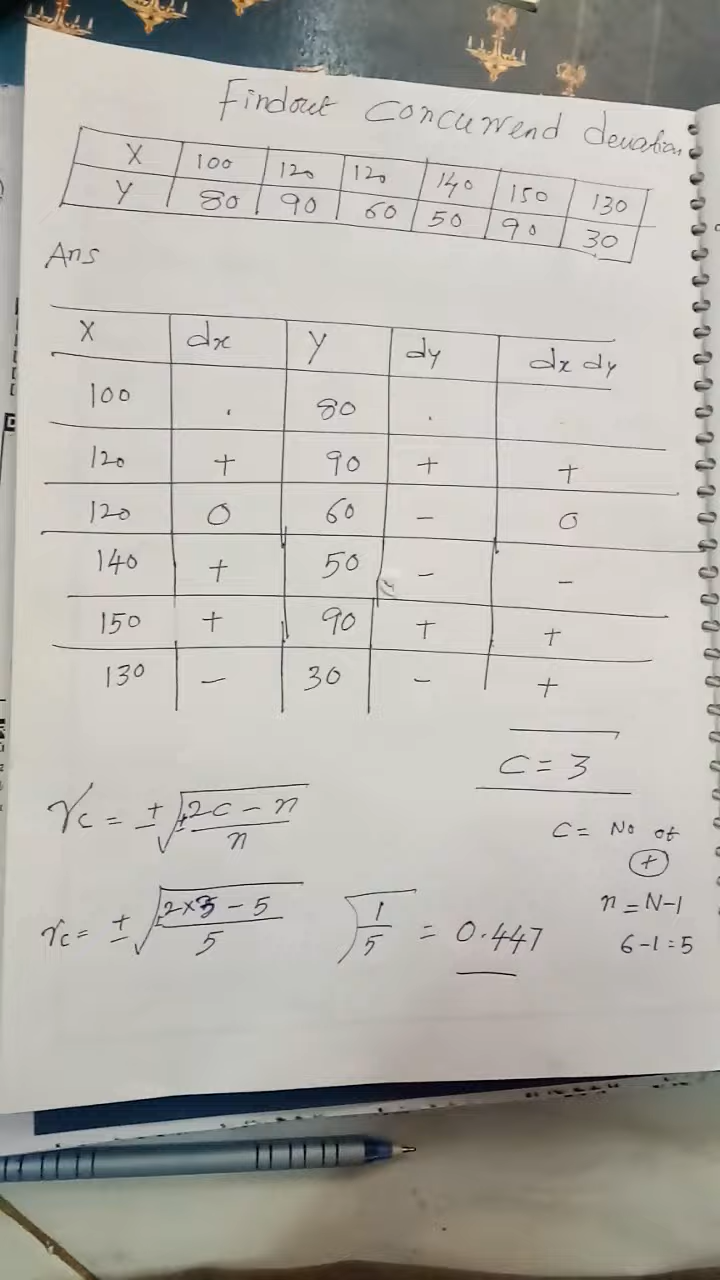 Findout Concurrend deviation
X 100 120 120 140 150 130
Y 80 90 60 50 90 30
Ans
X dx Y dy dx dy
100 . 80 . .
120 + 90 + +
120 0 60 - 0
140 + 50 - -
150 + 90 + +
130 - 30 - +
C = 3
rc = ± √± 2c - n / n
C = No of +
rc = ± √± 2×3 - 5 / 5 √1/5 = 0.447
n = N-1
6-1=5